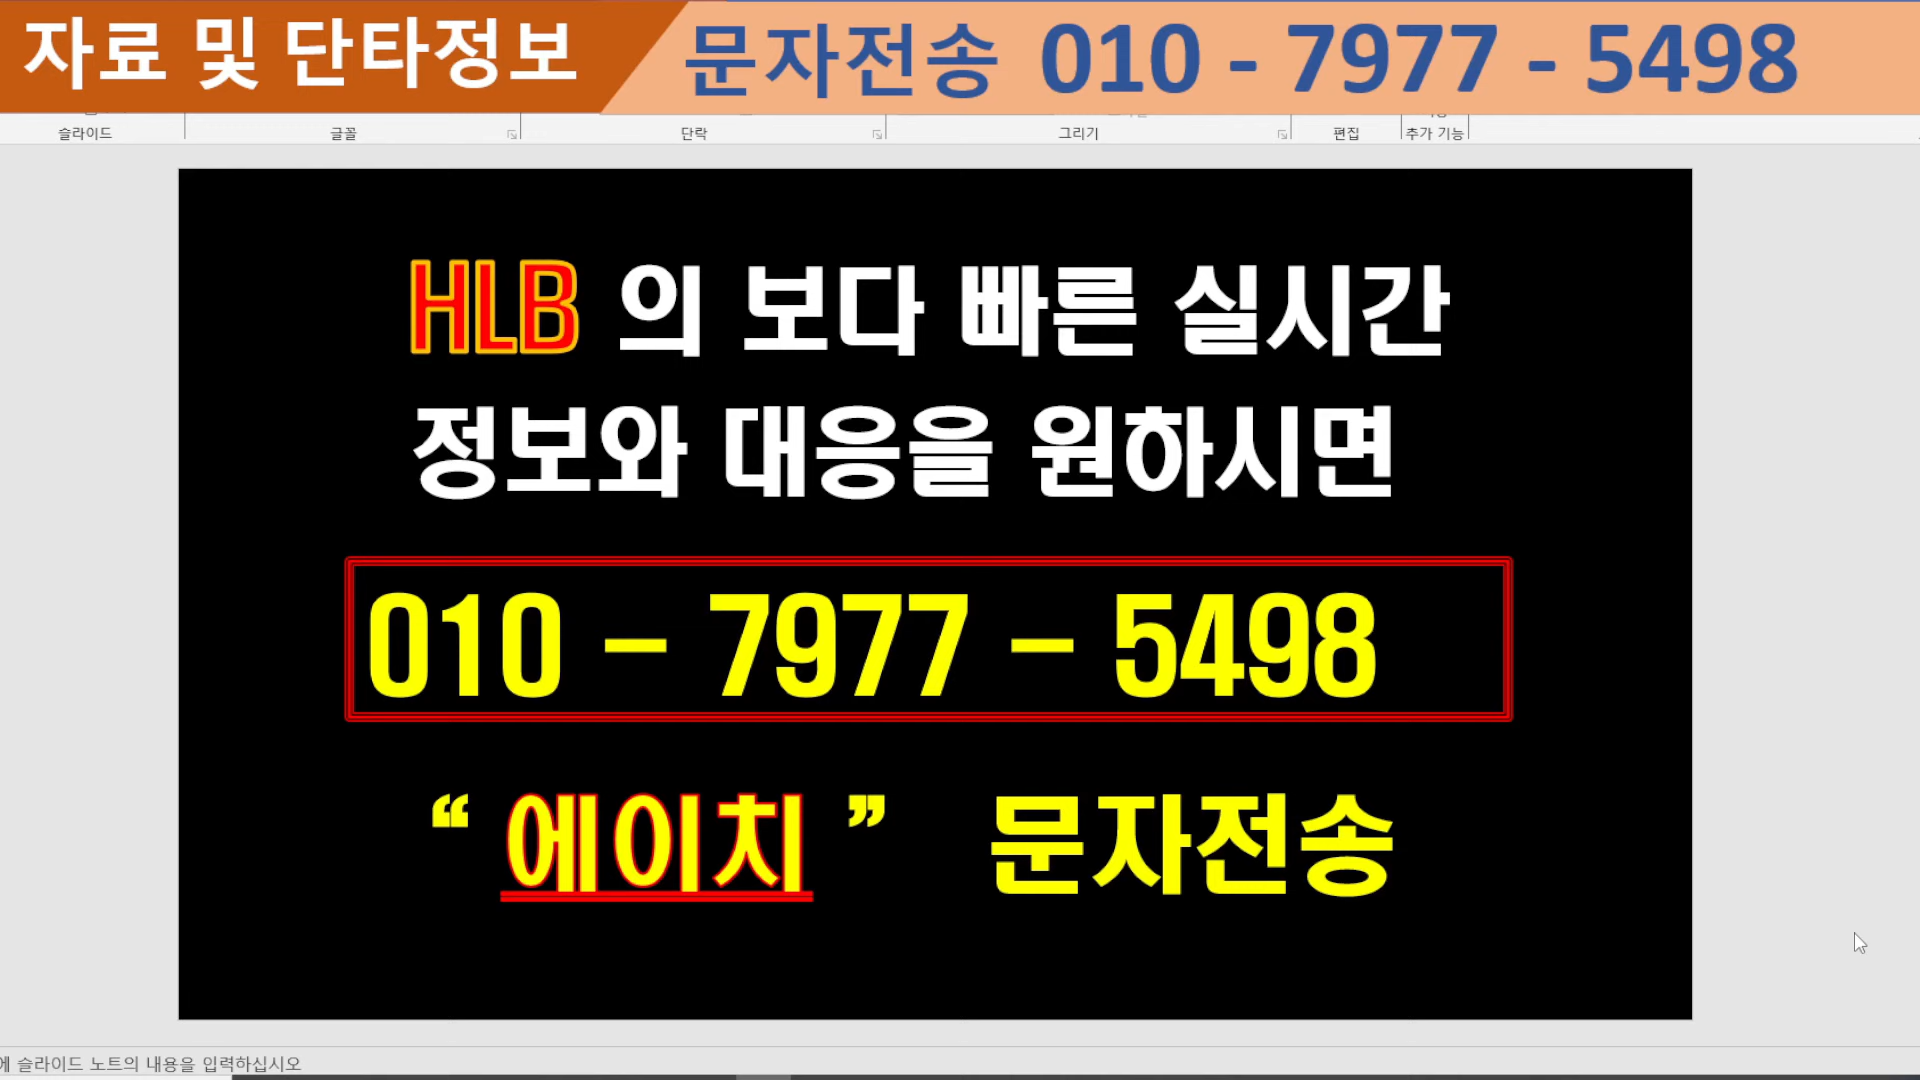 자료 및 단타정보 문자전송 010 - 7977 - 5498
슬라이드 글꼴 단락 그리기 편집 추가 기능
HLB 의 보다 빠른 실시간
정보와 대응을 원하시면
010 - 7977 - 5498
“ 에이치 ” 문자전송
에 슬라이드 노트의 내용을 입력하십시오